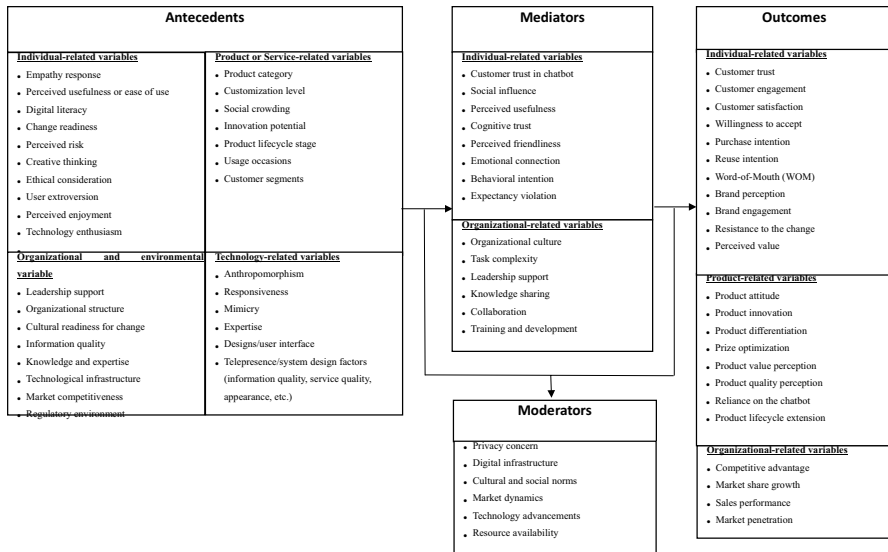 Antecedents
Individual-related variables
Empathy response
Perceived usefulness or ease of use
Digital literacy
Change readiness
Perceived risk
Creative thinking
Ethical consideration
User extroversion
Perceived enjoyment
Technology enthusiasm
Product or Service-related variables
Product category
Customization level
Social crowding
Innovation potential
Product lifecycle stage
Usage occasions
Customer segments
Organizational and environmental
variable
Leadership support
Organizational structure
Cultural readiness for change
Information quality
Knowledge and expertise
Technological infrastructure
Market competitiveness
Regulatory environment
Technology-related variables
Anthropomorphism
Responsiveness
Mimicry
Expertise
Designs/user interface
Telepresence/system design factors
(information quality, service quality,
appearance, etc.)
Mediators
Individual-related variables
Customer trust in chatbot
Social influence
Perceived usefulness
Cognitive trust
Perceived friendliness
Emotional connection
Behavioral intention
Expectancy violation
Organizational-related variables
Organizational culture
Task complexity
Leadership support
Knowledge sharing
Collaboration
Training and development
Moderators
Privacy concern
Digital infrastructure
Cultural and social norms
Market dynamics
Technology advancements
Resource availability
Outcomes
Individual-related variables
Customer trust
Customer engagement
Customer satisfaction
Willingness to accept
Purchase intention
Reuse intention
Word-of-Mouth (WOM)
Brand perception
Brand engagement
Resistance to the change
Perceived value
Product-related variables
Product attitude
Product innovation
Product differentiation
Prize optimization
Product value perception
Product quality perception
Reliance on the chatbot
Product lifecycle extension
Organizational-related variables
Competitive advantage
Market share growth
Sales performance
Market penetration